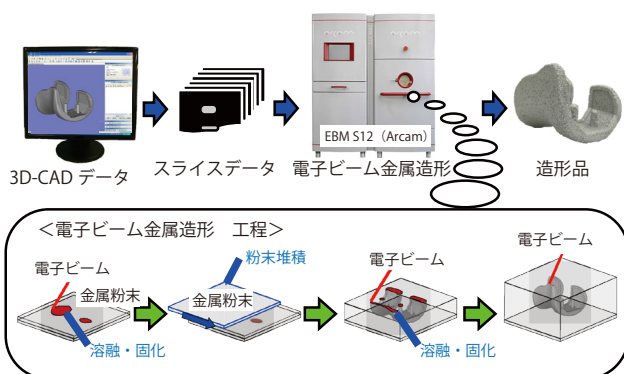 EBM S12（Arcam）
3D-CAD データ
スライスデータ
電子ビーム金属造形
造形品
＜電子ビーム金属造形　工程＞
電子ビーム
金属粉末
溶融・固化
粉末堆積
金属粉末
電子ビーム
溶融・固化
電子ビーム